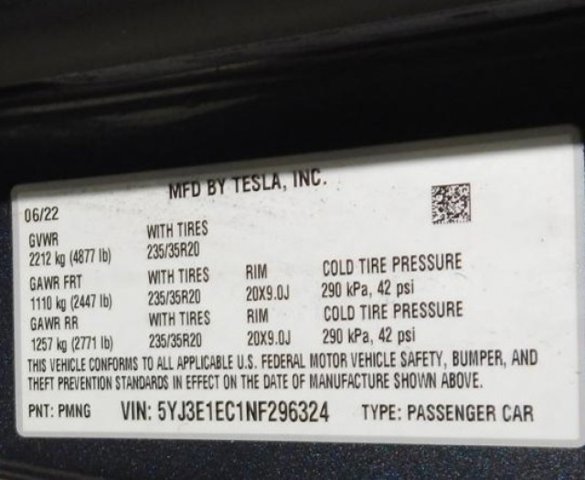 MFD BY TESLA, INC.
06/22
GVWR WITH TIRES
2212 kg (4877 lb) 235/35R20
GAWR FRT WITH TIRES RIM COLD TIRE PRESSURE
1110 kg (2447 lb) 235/35R20 20X9.0J 290 kPa, 42 psi
GAWR RR WITH TIRES RIM COLD TIRE PRESSURE
1257 kg (2771 lb) 235/35R20 20X9.0J 290 kPa, 42 psi
THIS VEHICLE CONFORMS TO ALL APPLICABLE U.S. FEDERAL MOTOR VEHICLE SAFETY, BUMPER, AND
THEFT PREVENTION STANDARDS IN EFFECT ON THE DATE OF MANUFACTURE SHOWN ABOVE.
PNT: PMNG VIN: 5YJ3E1EC1NF296324 TYPE: PASSENGER CAR